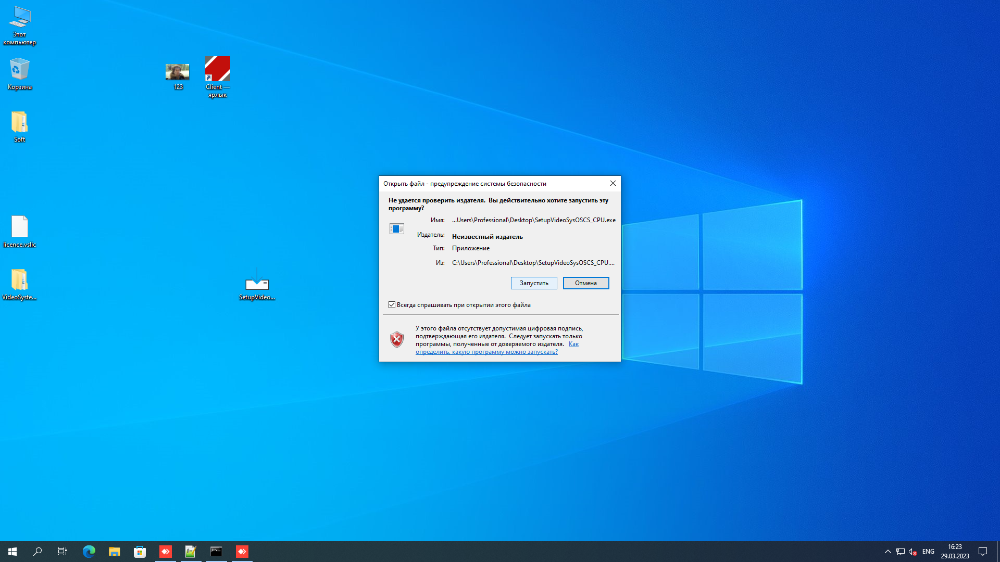 Этот
компьютер
Корзина
123
Client —
ярлык
Soft
licence.vslic
VideoSyste...
SetupVideo...
Открыть файл - предупреждение системы безопасности
Не удается проверить издателя. Вы действительно хотите запустить эту
программу?
Имя: ...Users\Professional\Desktop\SetupVideoSysOSCS_CPU.exe
Издатель: Неизвестный издатель
Тип: Приложение
Из: C:\Users\Professional\Desktop\SetupVideoSysOSCS_CPU....
Запустить Отмена
Всегда спрашивать при открытии этого файла
У этого файла отсутствует допустимая цифровая подпись,
подтверждающая его издателя. Следует запускать только
программы, полученные от доверяемого издателя. Как
определить, какую программу можно запускать?
ENG
16:23
29.03.2023